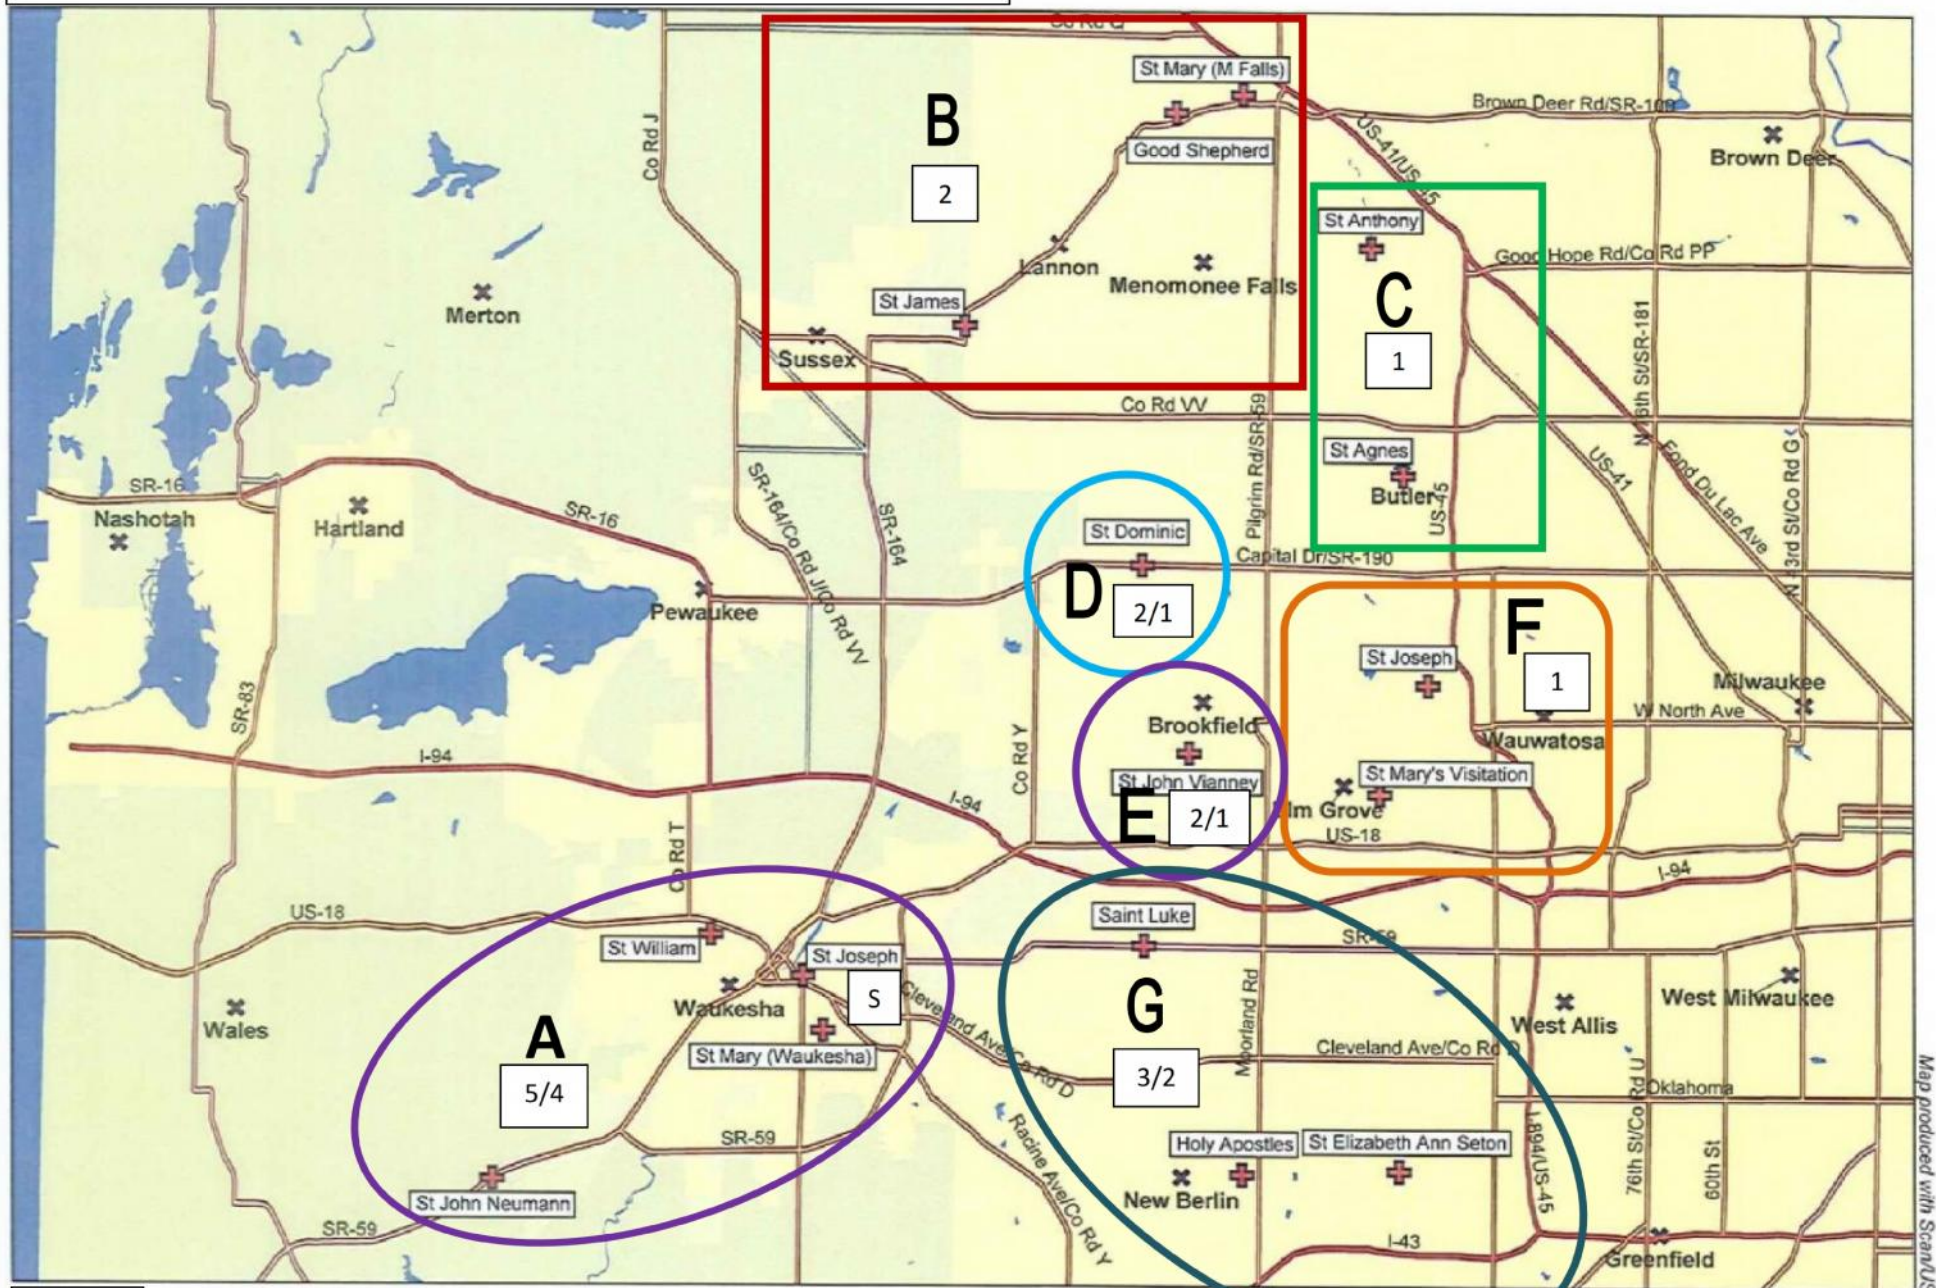 Co Rd Q
St Mary (M Falls)
Brown Deer Rd/SR-100
B
2
Co Rd J
US-41/US-45
Good Shepherd
Brown Deer
St Anthony
Good Hope Rd/Co Rd PP
Lannon
Menomonee Falls
Merton
St James
C
1
Sussex
N 76th St/SR-181
Co Rd VV
Pilgrim Rd/SR-59
St Agnes
Butler
US-45
US-41
Fond Du Lac Ave
N 43rd St/Co Rd G
SR-16
Nashotah
Hartland
SR-16
SR-164/Co Rd J/Co Rd VV
SR-164
St Dominic
Capital Dr/SR-190
D
2/1
Pewaukee
F
1
St Joseph
Milwaukee
SR-83
W North Ave
Brookfield
Wauwatosa
Co Rd Y
I-94
St John Vianney
E
2/1
St Mary's Visitation
Elm Grove
US-18
I-94
Co Rd T
I-94
US-18
Saint Luke
SR-59
St William
St Joseph
S
Waukesha
Cleveland Ave/Co Rd D
Wales
G
3/2
Moorland Rd
West Milwaukee
West Allis
A
5/4
St Mary (Waukesha)
Cleveland Ave/Co Rd D
Oklahoma
SR-59
Racine Ave/Co Rd Y
Holy Apostles
St Elizabeth Ann Seton
I-894/US-45
76th St/Co Rd U
60th St
New Berlin
St John Neumann
SR-59
I-43
Greenfield
Map produced with Scan/US